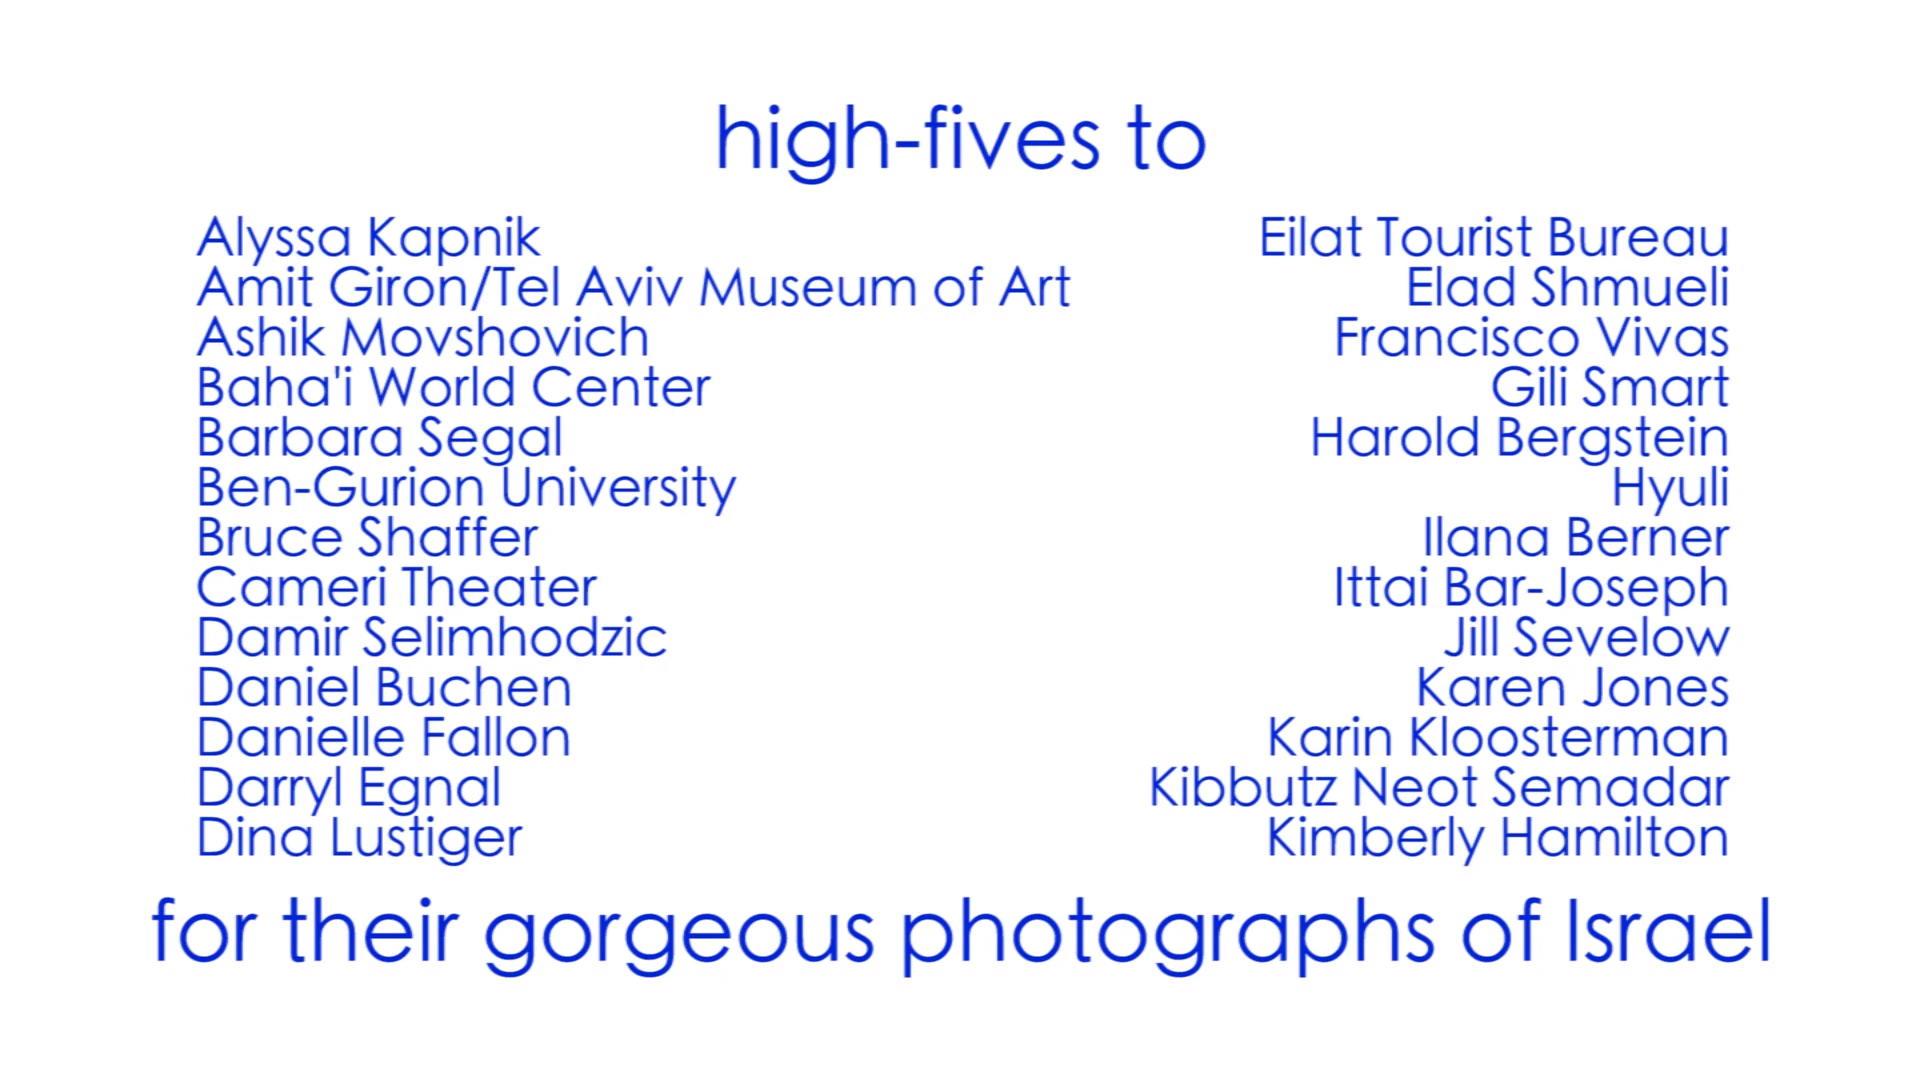 high-fives to
Alyssa Kapnik
Amit Giron/Tel Aviv Museum of Art
Ashik Movshovich
Baha'i World Center
Barbara Segal
Ben-Gurion University
Bruce Shaffer
Cameri Theater
Damir Selimhodzic
Daniel Buchen
Danielle Fallon
Darryl Egnal
Dina Lustiger
Eilat Tourist Bureau
Elad Shmueli
Francisco Vivas
Gili Smart
Harold Bergstein
Hyuli
Ilana Berner
Ittai Bar-Joseph
Jill Sevelow
Karen Jones
Karin Kloosterman
Kibbutz Neot Semadar
Kimberly Hamilton
for their gorgeous photographs of Israel